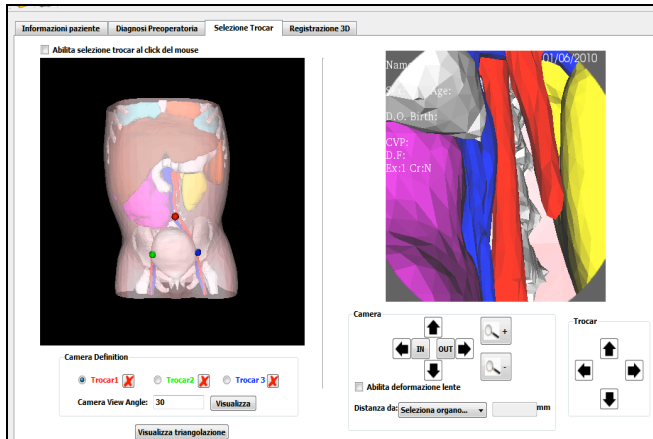 Informazioni paziente
Diagnosi Preoperatoria
Selezione Trocar
Registrazione 3D
Abilita selezione trocar al click del mouse
01/06/2010
Age:
D.O. Birth:
CVP:
D.F:
Ex:1 Cr:N
Camera Definition
Trocar1
Trocar2
Trocar 3
Camera View Angle: 30
Visualizza
Visualizza triangolazione
Camera
IN
OUT
+
-
Abilita deformazione lente
Distanza da: Seleziona organo...
mm
Trocar